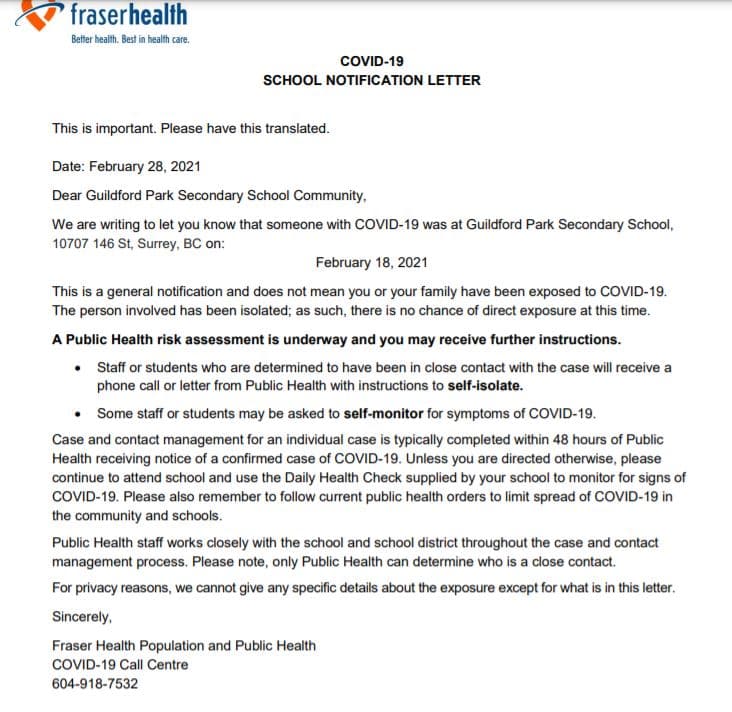 fraserhealth
Better health. Best in health care.
COVID-19
SCHOOL NOTIFICATION LETTER
This is important. Please have this translated.
Date: February 28, 2021
Dear Guildford Park Secondary School Community,
We are writing to let you know that someone with COVID-19 was at Guildford Park Secondary School,
10707 146 St, Surrey, BC on:
February 18, 2021
This is a general notification and does not mean you or your family have been exposed to COVID-19.
The person involved has been isolated; as such, there is no chance of direct exposure at this time.
A Public Health risk assessment is underway and you may receive further instructions.
• Staff or students who are determined to have been in close contact with the case will receive a
phone call or letter from Public Health with instructions to self-isolate.
• Some staff or students may be asked to self-monitor for symptoms of COVID-19.
Case and contact management for an individual case is typically completed within 48 hours of Public
Health receiving notice of a confirmed case of COVID-19. Unless you are directed otherwise, please
continue to attend school and use the Daily Health Check supplied by your school to monitor for signs of
COVID-19. Please also remember to follow current public health orders to limit spread of COVID-19 in
the community and schools.
Public Health staff works closely with the school and school district throughout the case and contact
management process. Please note, only Public Health can determine who is a close contact.
For privacy reasons, we cannot give any specific details about the exposure except for what is in this letter.
Sincerely,
Fraser Health Population and Public Health
COVID-19 Call Centre
604-918-7532